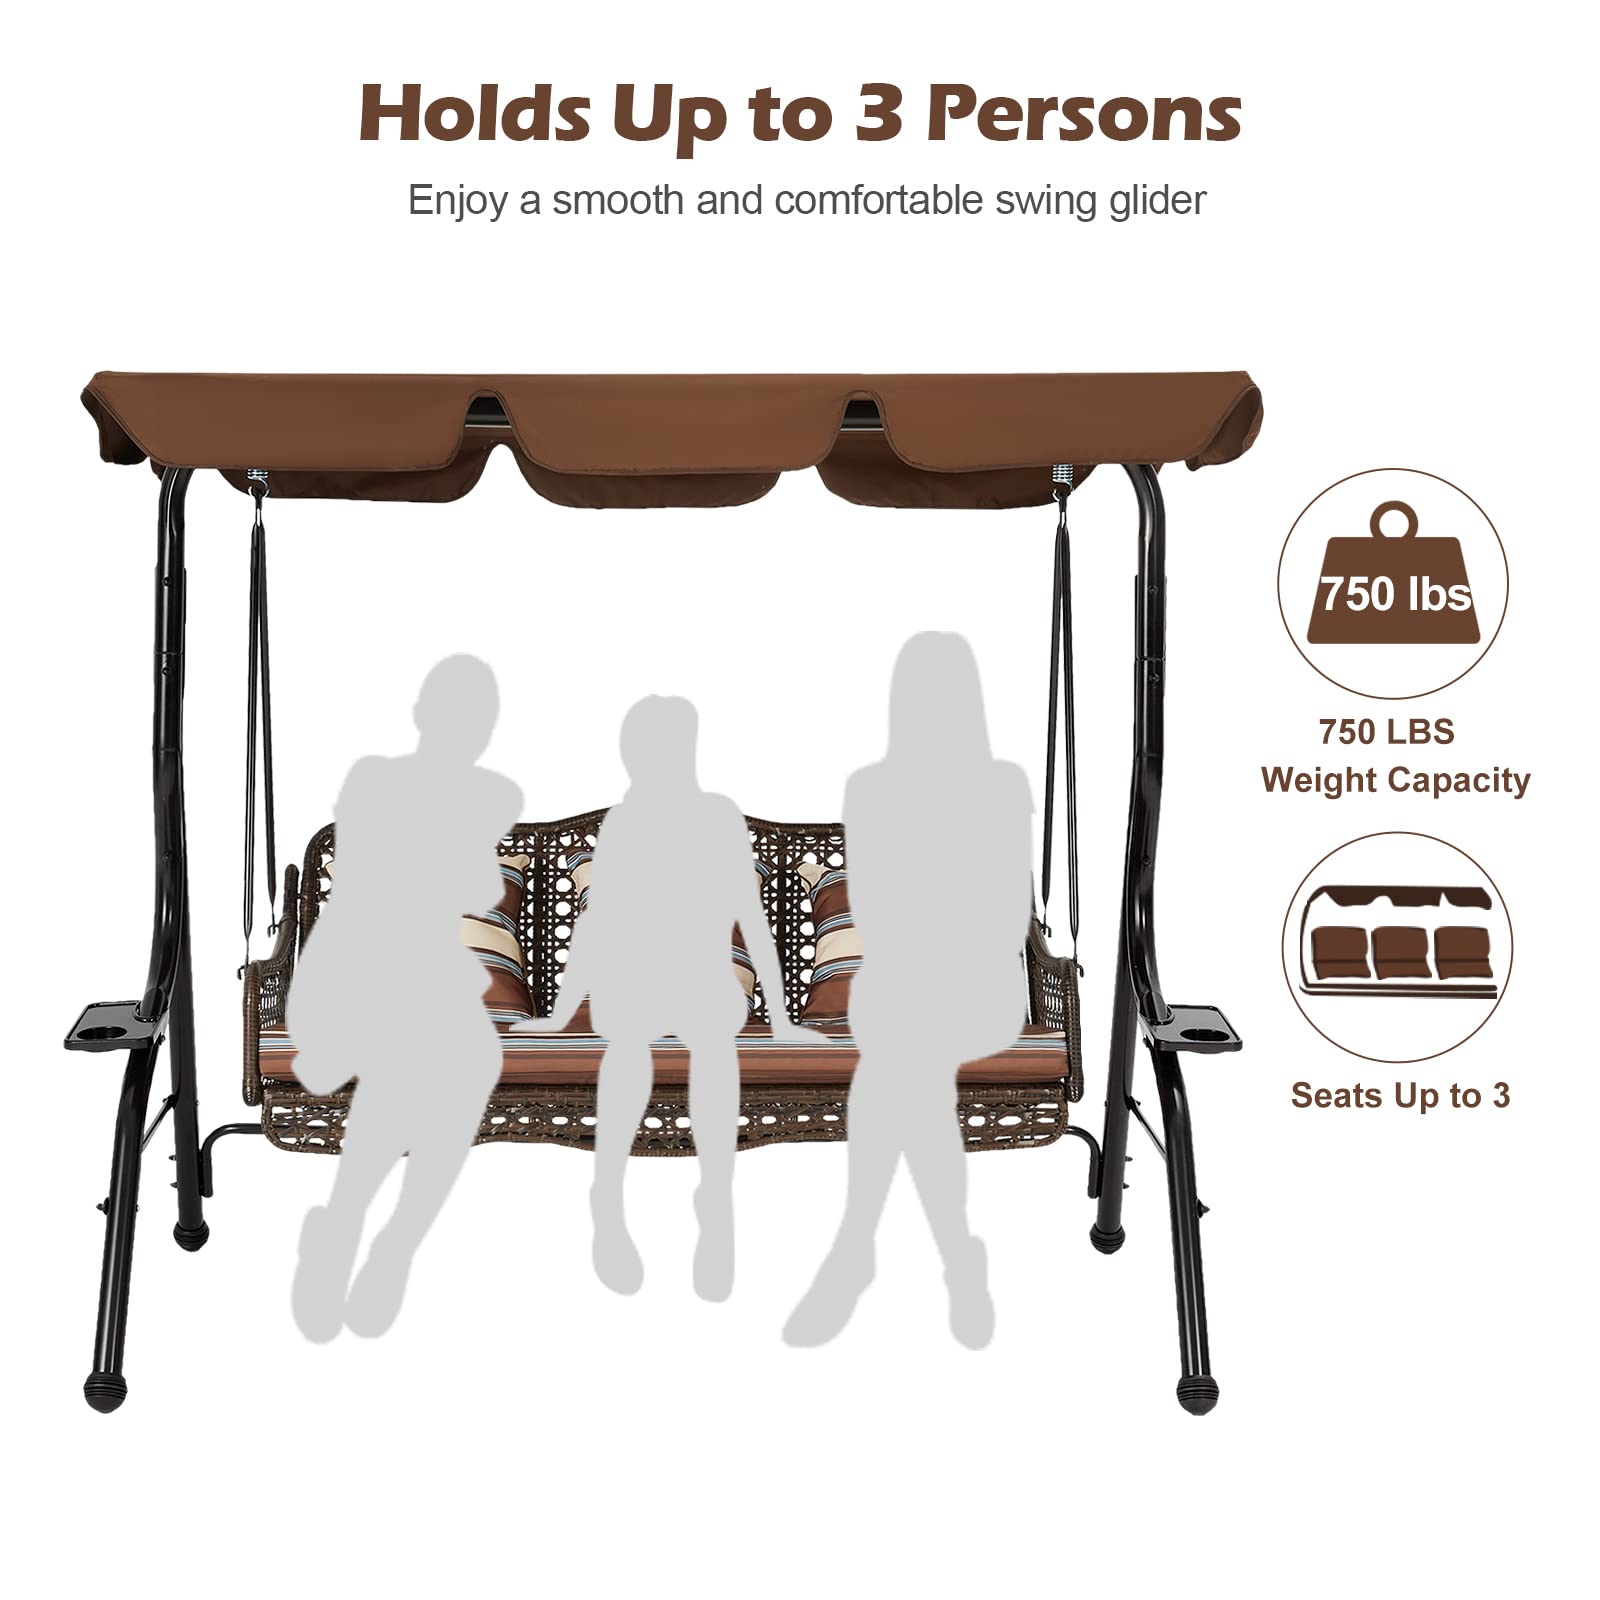 Holds Up to 3 Persons
Enjoy a smooth and comfortable swing glider
750 lbs
750 LBS
Weight Capacity
Seats Up to 3